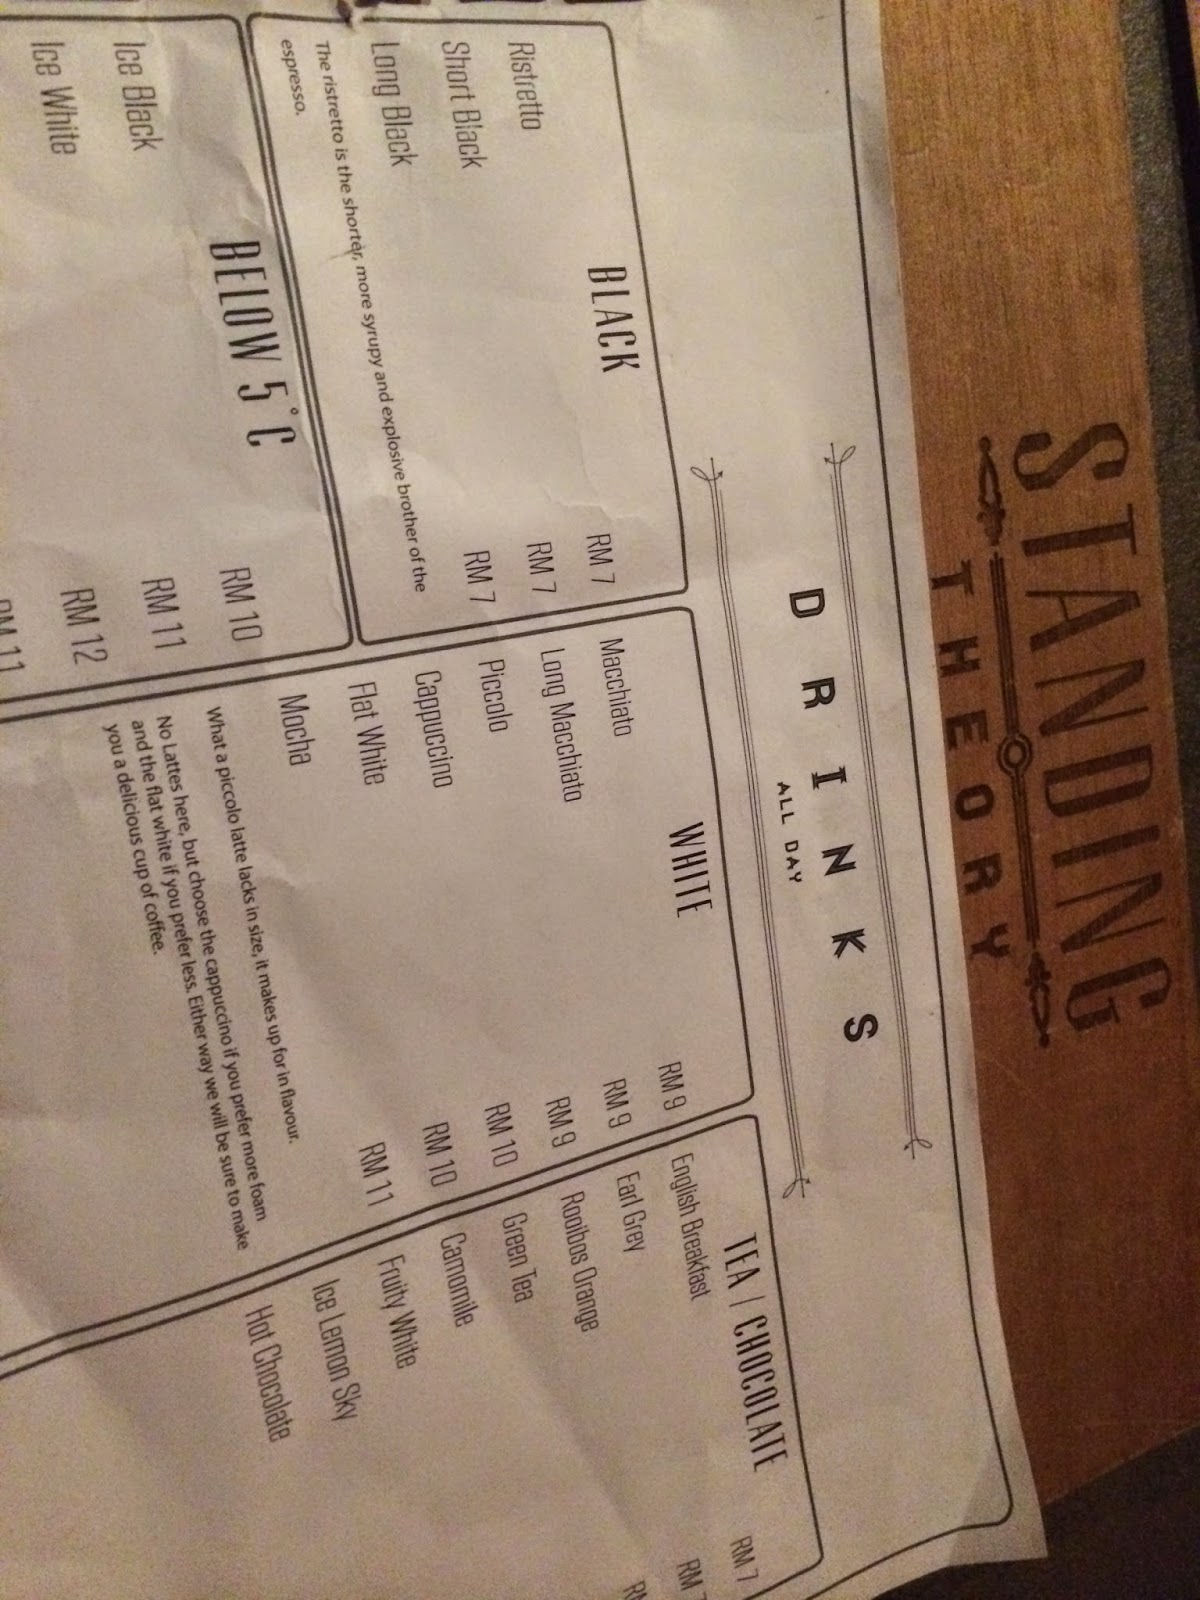 STANDING
THEORY
DRINKS
ALL DAY
BLACK
Ristretto RM 7
Short Black RM 7
Long Black RM 7
The ristretto is the shorter, more syrupy and explosive brother of the
espresso.
BELOW 5°C
Ice Black RM 10
Ice White RM 11
RM 12
RM 11
WHITE
Macchiato RM 9
Long Macchiato RM 9
Piccolo RM 9
Cappuccino RM 10
Flat White RM 10
Mocha RM 11
What a piccolo latte lacks in size, it makes up for in flavour.
No Lattes here, but choose the cappuccino if you prefer more foam
and the flat white if you prefer less. Either way we will be sure to make
you a delicious cup of coffee.
TEA / CHOCOLATE
English Breakfast RM 7
Earl Grey RM 7
Rooibos Orange RM
Green Tea
Camomile
Fruity White
Ice Lemon Sky
Hot Chocolate